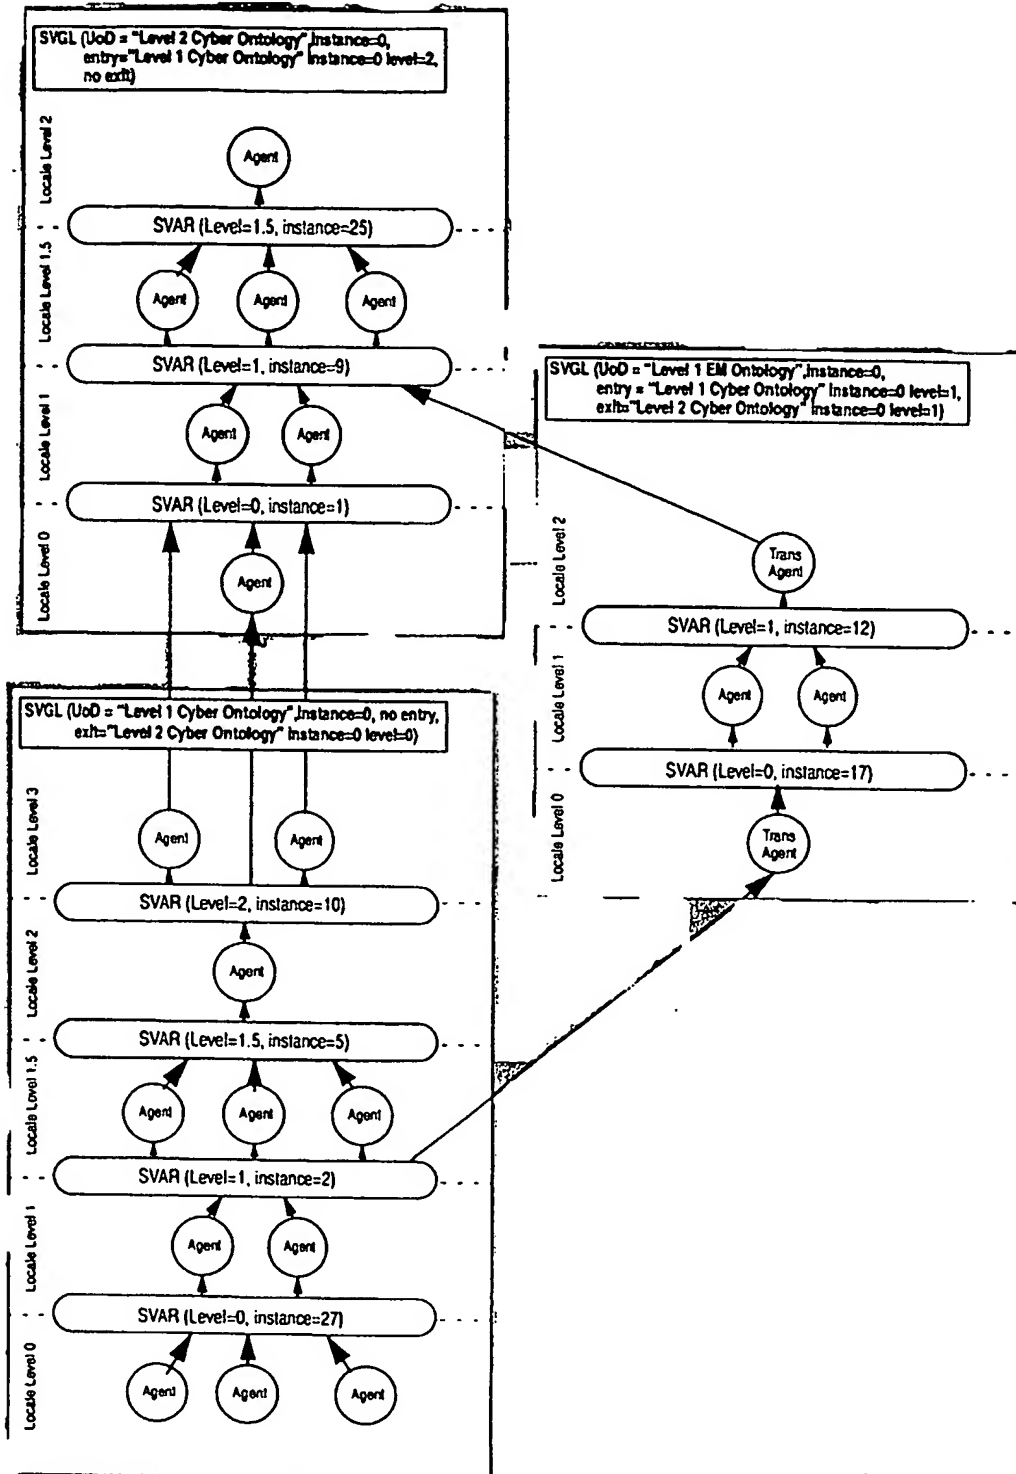 SVGL (UoD = "Level 2 Cyber Ontology",instance=0,
entry="Level 1 Cyber Ontology" instance=0 level=2,
no exit)
Locale Level 2
Agent
SVAR (Level=1.5, instance=25)
Locale Level 1.5
Agent Agent Agent
SVAR (Level=1, instance=9)
Locale Level 1
Agent Agent
SVAR (Level=0, instance=1)
Locale Level 0
Agent
SVGL (UoD = "Level 1 EM Ontology",instance=0,
entry = "Level 1 Cyber Ontology" instance=0 level=1,
exit="Level 2 Cyber Ontology" instance=0 level=1)
Locale Level 2
Trans
Agent
SVAR (Level=1, instance=12)
Locale Level 1
Agent Agent
SVAR (Level=0, instance=17)
Locale Level 0
Trans
Agent
SVGL (UoD = "Level 1 Cyber Ontology",instance=0, no entry,
exit="Level 2 Cyber Ontology" instance=0 level=0)
Locale Level 3
Agent Agent
SVAR (Level=2, instance=10)
Locale Level 2
Agent
SVAR (Level=1.5, instance=5)
Locale Level 1.5
Agent Agent Agent
SVAR (Level=1, instance=2)
Locale Level 1
Agent Agent
SVAR (Level=0, instance=27)
Locale Level 0
Agent Agent Agent